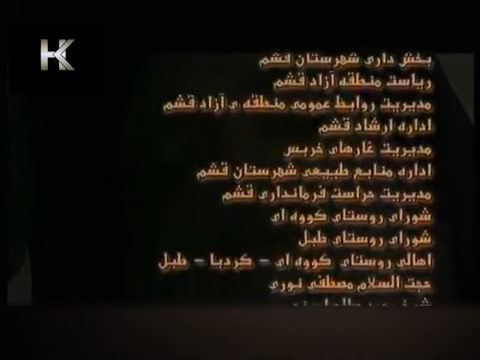 HK
بخش داری شهرستان قشم
ریاست منطقه آزاد قشم
مدیریت روابط عمومی منطقه ی آزاد قشم
اداره ارشاد قشم
مدیریت غارهای خربس
اداره منابع طبیعی شهرستان قشم
مدیریت حراست فرمانداری قشم
شورای روستای کووه ای
شورای روستای طبل
اهالی روستای کووه ای - کردیا - طبل
حجت السلام مصطفی نوری